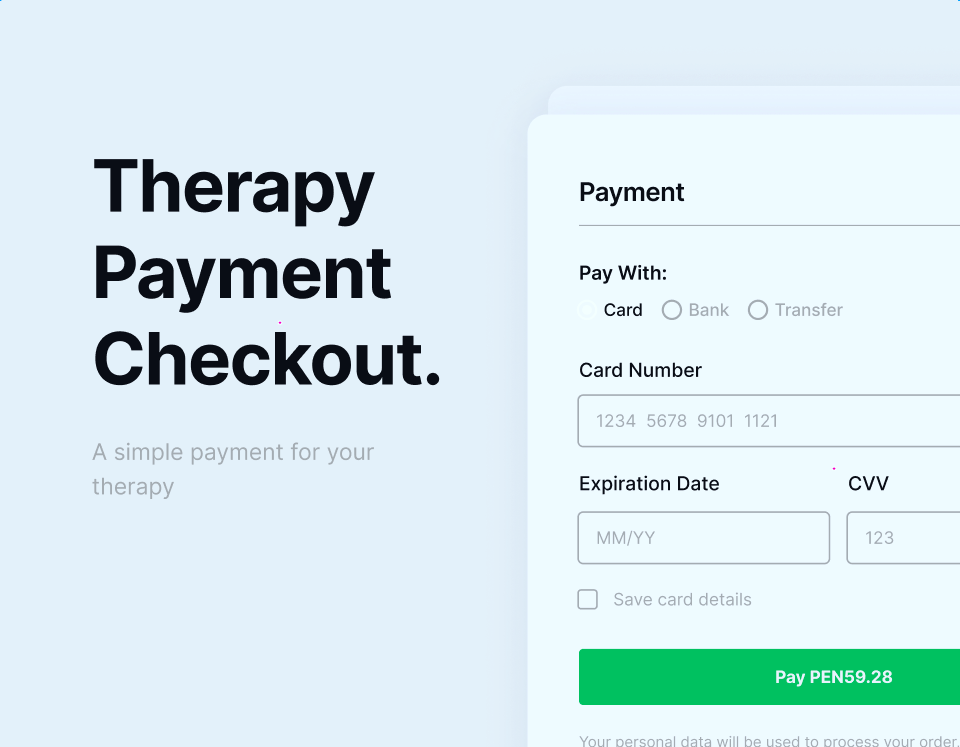 Therapy
Payment
Checkout.
A simple payment for your
therapy
Payment
Pay With:
Card Bank Transfer
Card Number
1234 5678 9101 1121
Expiration Date CVV
MM/YY 123
Save card details
Pay PEN59.28
Your personal data will be used to process your order,